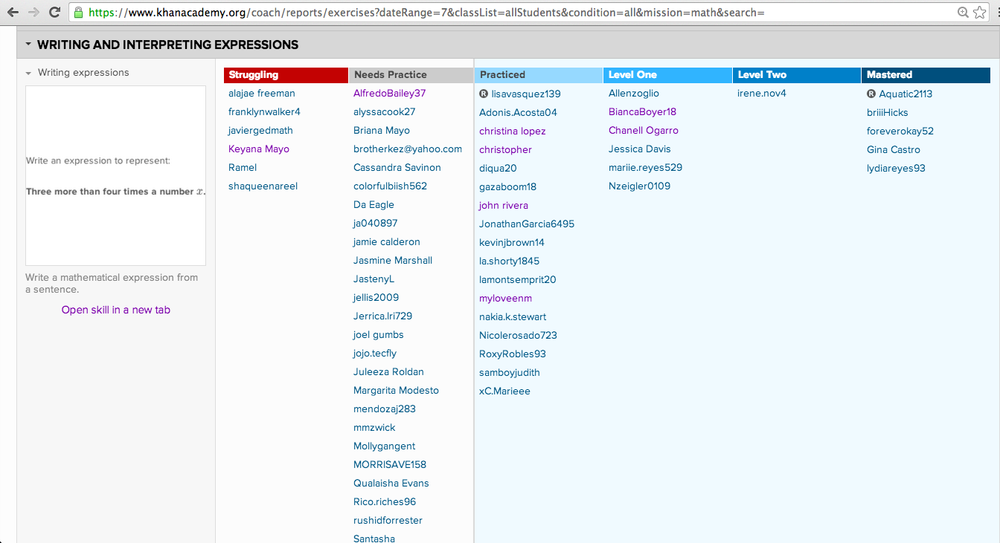 https://www.khanacademy.org/coach/reports/exercises?dateRange=7&classList=allStudents&condition=all&mission=math&search=
WRITING AND INTERPRETING EXPRESSIONS
Writing expressions
Write an expression to represent:
Three more than four times a number x.
Write a mathematical expression from
a sentence.
Open skill in a new tab
Struggling
alajae freeman
franklynwalker4
javiergedmath
Keyana Mayo
Ramel
shaqueenareel
Needs Practice
AlfredoBailey37
alyssacook27
Briana Mayo
brotherkez@yahoo.com
Cassandra Savinon
colorfulbiish562
Da Eagle
ja040897
jamie calderon
Jasmine Marshall
JastenyL
jellis2009
Jerrica.lri729
joel gumbs
jojo.tecfly
Juleeza Roldan
Margarita Modesto
mendozaj283
mmzwick
Mollygangent
MORRISAVE158
Qualaisha Evans
Rico.riches96
rushidforrester
Santasha
Practiced
R lisavasquez139
Adonis.Acosta04
christina lopez
christopher
diqua20
gazaboom18
john rivera
JonathanGarcia6495
kevinjbrown14
la.shorty1845
lamontsemprit20
myloveenm
nakia.k.stewart
Nicolerosado723
RoxyRobles93
samboyjudith
xC.Marieee
Level One
Allenzoglio
BiancaBoyer18
Chanell Ogarro
Jessica Davis
mariie.reyes529
Nzeigler0109
Level Two
irene.nov4
Mastered
R Aquatic2113
briiiHicks
foreverokay52
Gina Castro
lydiareyes93